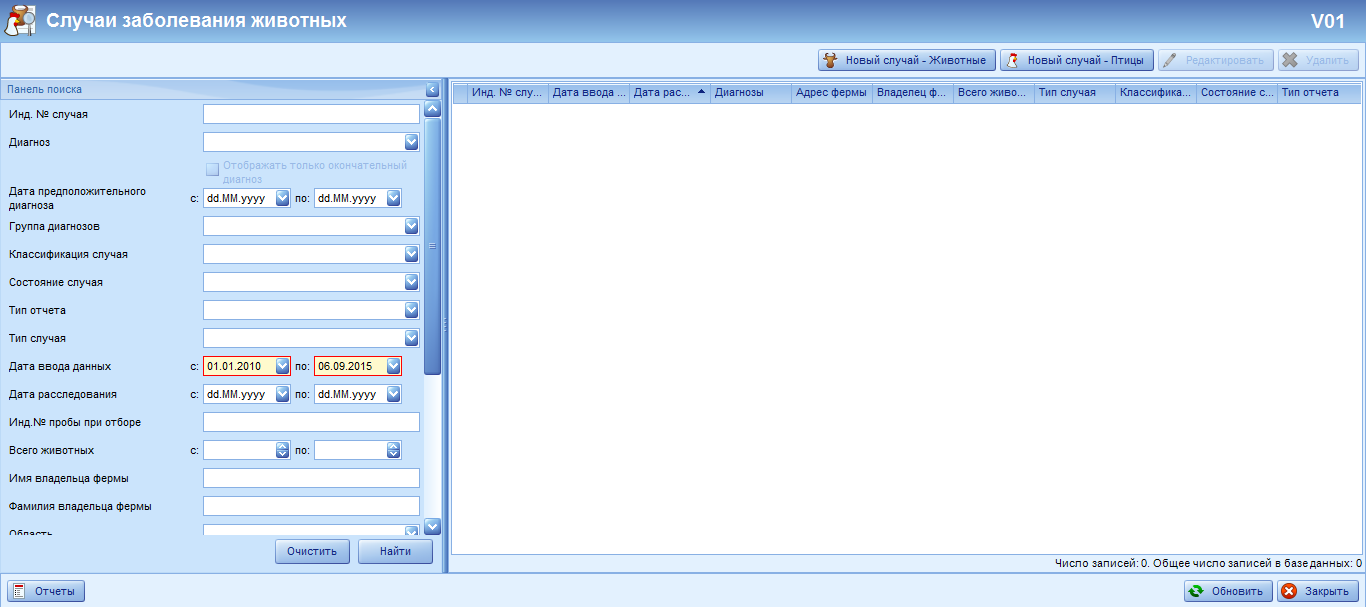 Случаи заболевания животных
V01
Новый случай - Животные
Новый случай - Птицы
Редактировать
Удалить
Панель поиска
Инд. № случая
Диагноз
Отображать только окончательный
диагноз
Дата предположительного
диагноза
с: dd.MM.yyyy по: dd.MM.yyyy
Группа диагнозов
Классификация случая
Состояние случая
Тип отчета
Тип случая
Дата ввода данных с: 01.01.2010 по: 06.09.2015
Дата расследования с: dd.MM.yyyy по: dd.MM.yyyy
Инд.№ пробы при отборе
Всего животных с: по:
Имя владельца фермы
Фамилия владельца фермы
Область
Очистить
Найти
Инд. № слу... Дата ввода ... Дата рас... Диагнозы Адрес фермы Владелец ф... Всего живо... Тип случая Классифика... Состояние с... Тип отчета
Число записей: 0. Общее число записей в базе данных: 0
Отчеты
Обновить
Закрыть